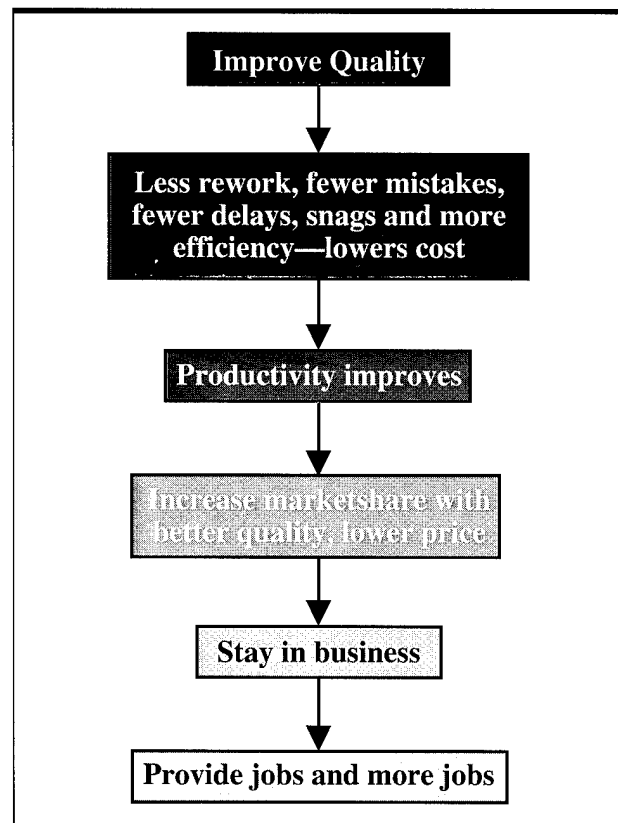 Improve Quality
Less rework, fewer mistakes,
fewer delays, snags and more
efficiency—lowers cost
Productivity improves
Increase marketshare with
better quality, lower price
Stay in business
Provide jobs and more jobs